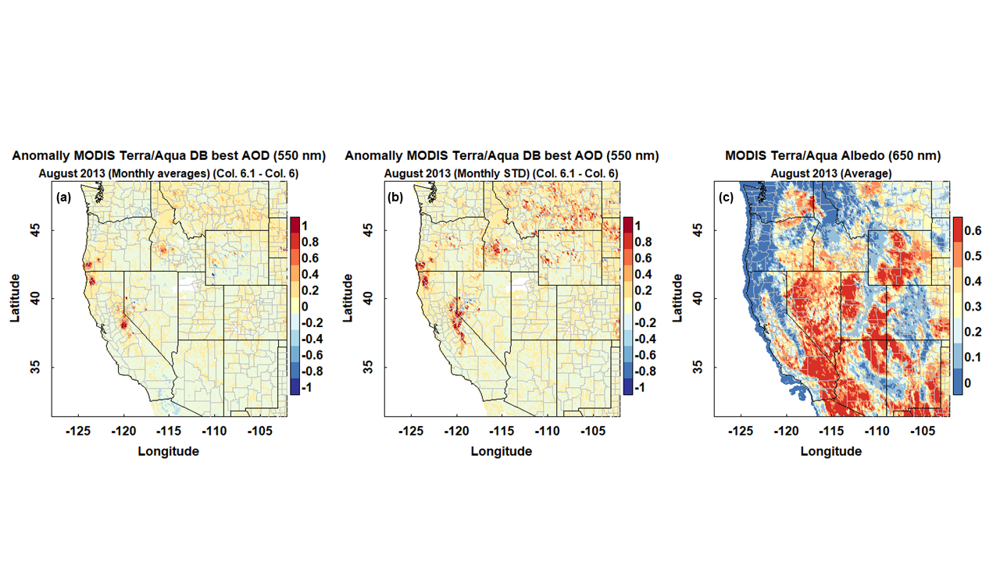 Anomally MODIS Terra/Aqua DB best AOD (550 nm)
August 2013 (Monthly averages) (Col. 6.1 - Col. 6)
(a)
45
40
35
Latitude
-125 -120 -115 -110 -105
Longitude
1
0.8
0.6
0.4
0.2
0
-0.2
-0.4
-0.6
-0.8
-1
Anomally MODIS Terra/Aqua DB best AOD (550 nm)
August 2013 (Monthly STD) (Col. 6.1 - Col. 6)
(b)
45
40
35
Latitude
-125 -120 -115 -110 -105
Longitude
1
0.8
0.6
0.4
0.2
0
-0.2
-0.4
-0.6
-0.8
-1
MODIS Terra/Aqua Albedo (650 nm)
August 2013 (Average)
(c)
45
40
35
Latitude
-125 -120 -115 -110 -105
Longitude
0.6
0.5
0.4
0.3
0.2
0.1
0